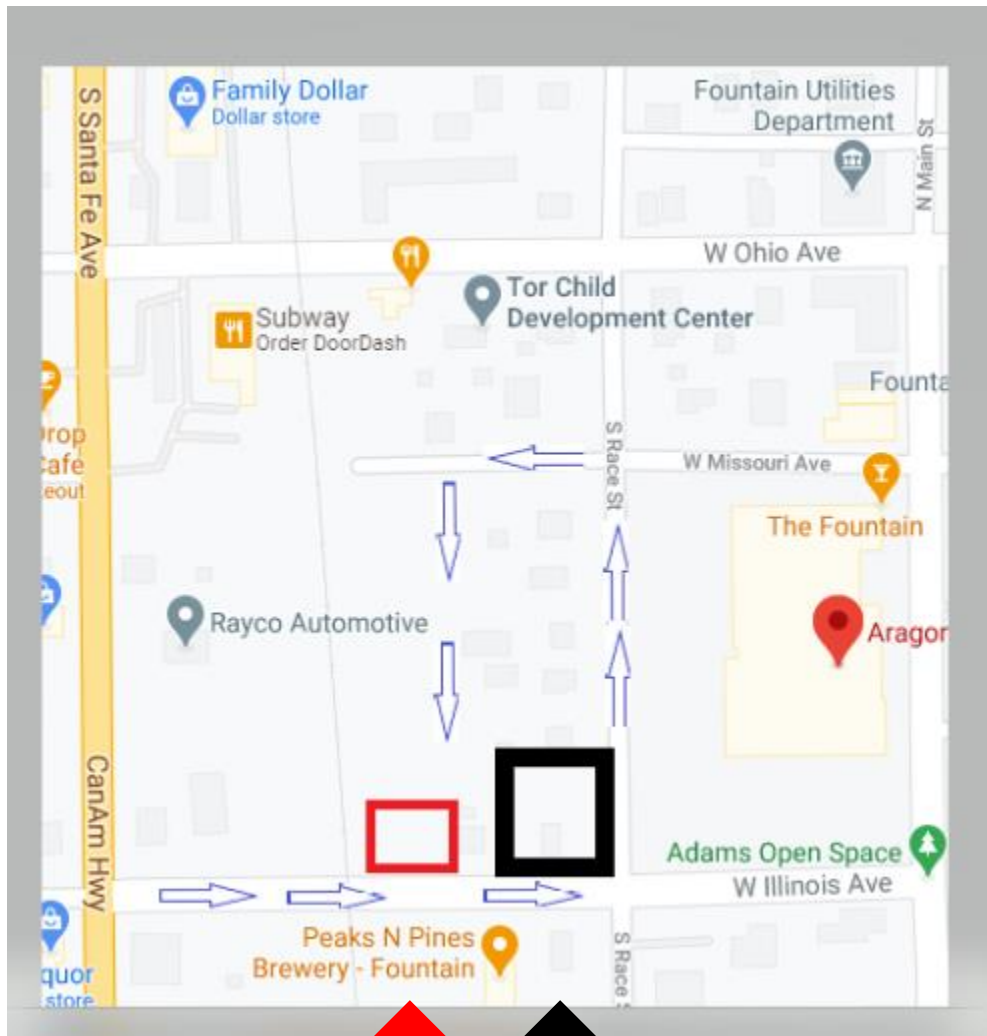 S Santa Fe Ave
Family Dollar
Dollar store
Fountain Utilities
Department
N Main St
W Ohio Ave
Tor Child
Development Center
Subway
Order DoorDash
Founta
Drop
Cafe
eout
S Race St
W Missouri Ave
The Fountain
Rayco Automotive
Aragor
CanAm Hwy
Adams Open Space
W Illinois Ave
Peaks N Pines
Brewery - Fountain
S Race S
quor
store